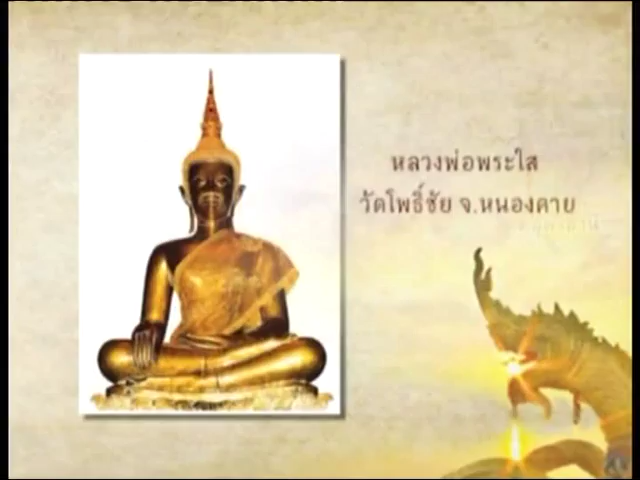 หลวงพ่อพระใส
วัดโพธิ์ชัย จ.หนองคาย